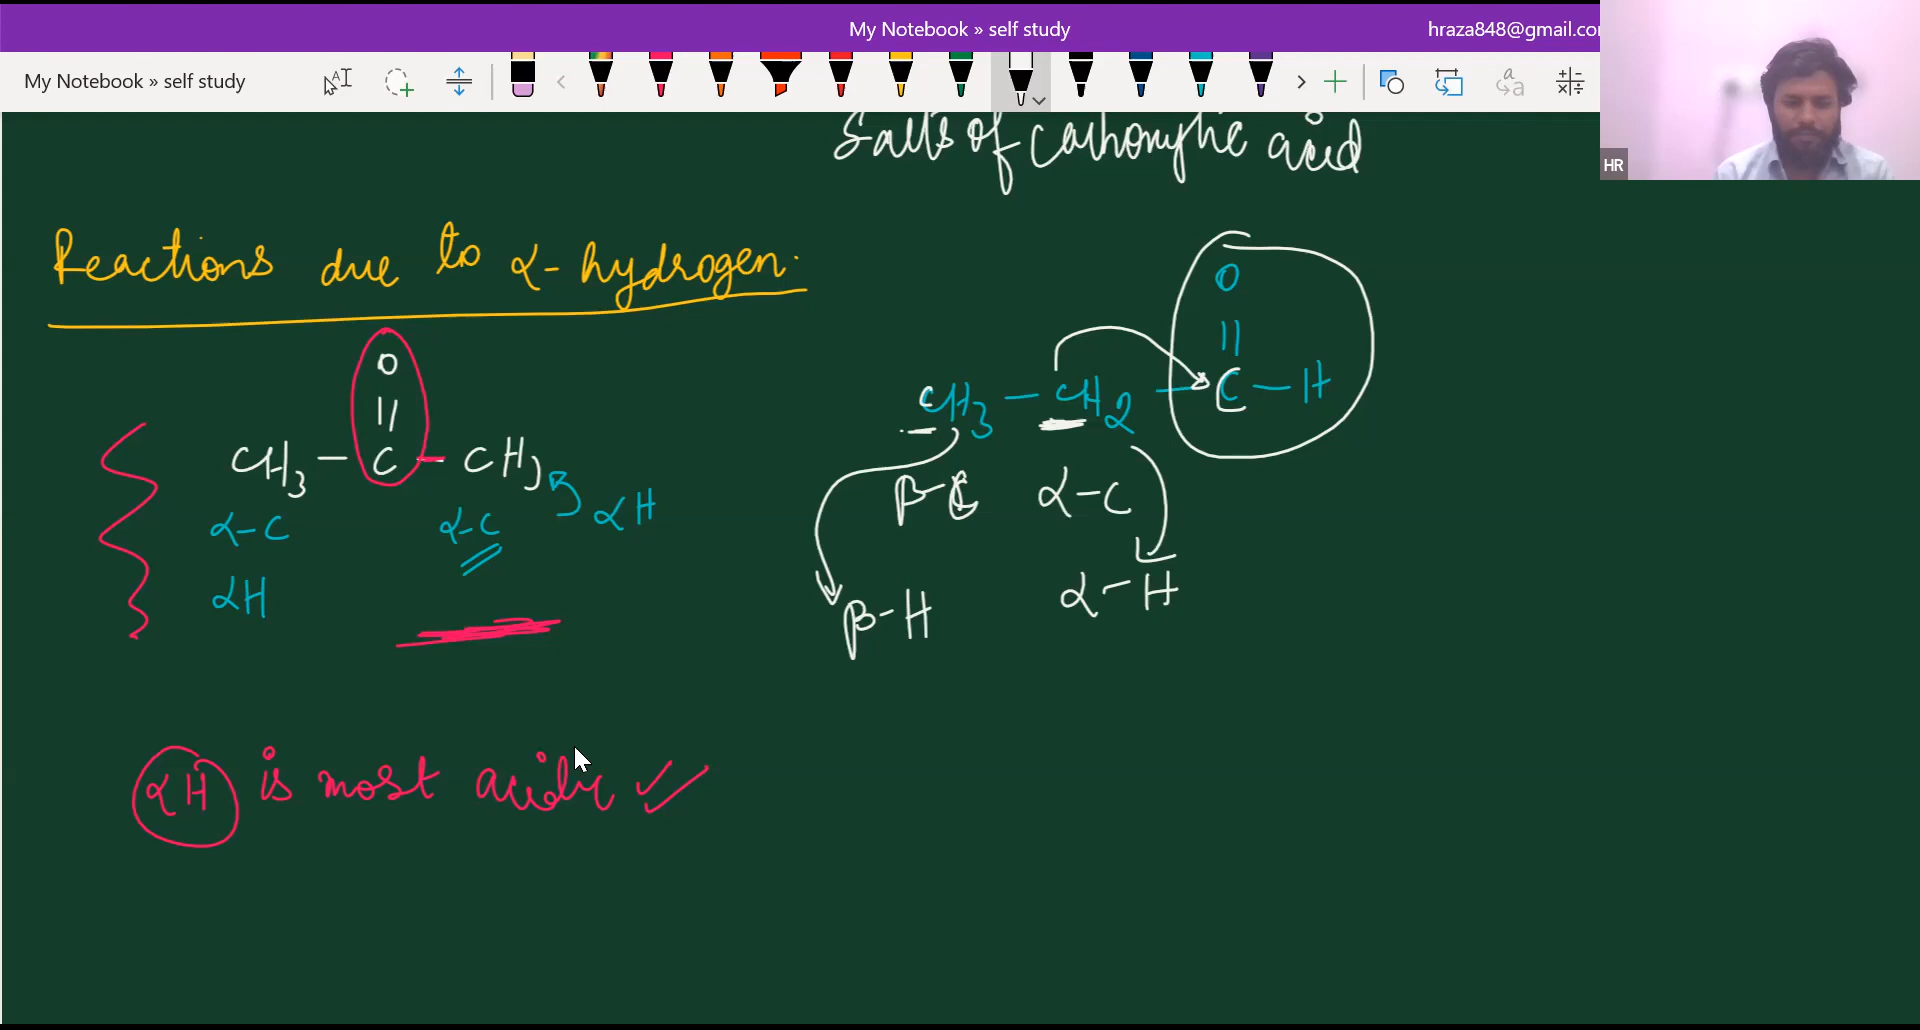 My Notebook » self study
hraza848@gmail.co
My Notebook » self study
HR
Salts of carboxylic acid
Reactions due to α-hydrogen.
O
||
CH3 — C — CH3
α-C α-C αH
αH
O
||
CH3 — CH2 — C — H
β-C α-C
β-H α-H
αH is most acidic